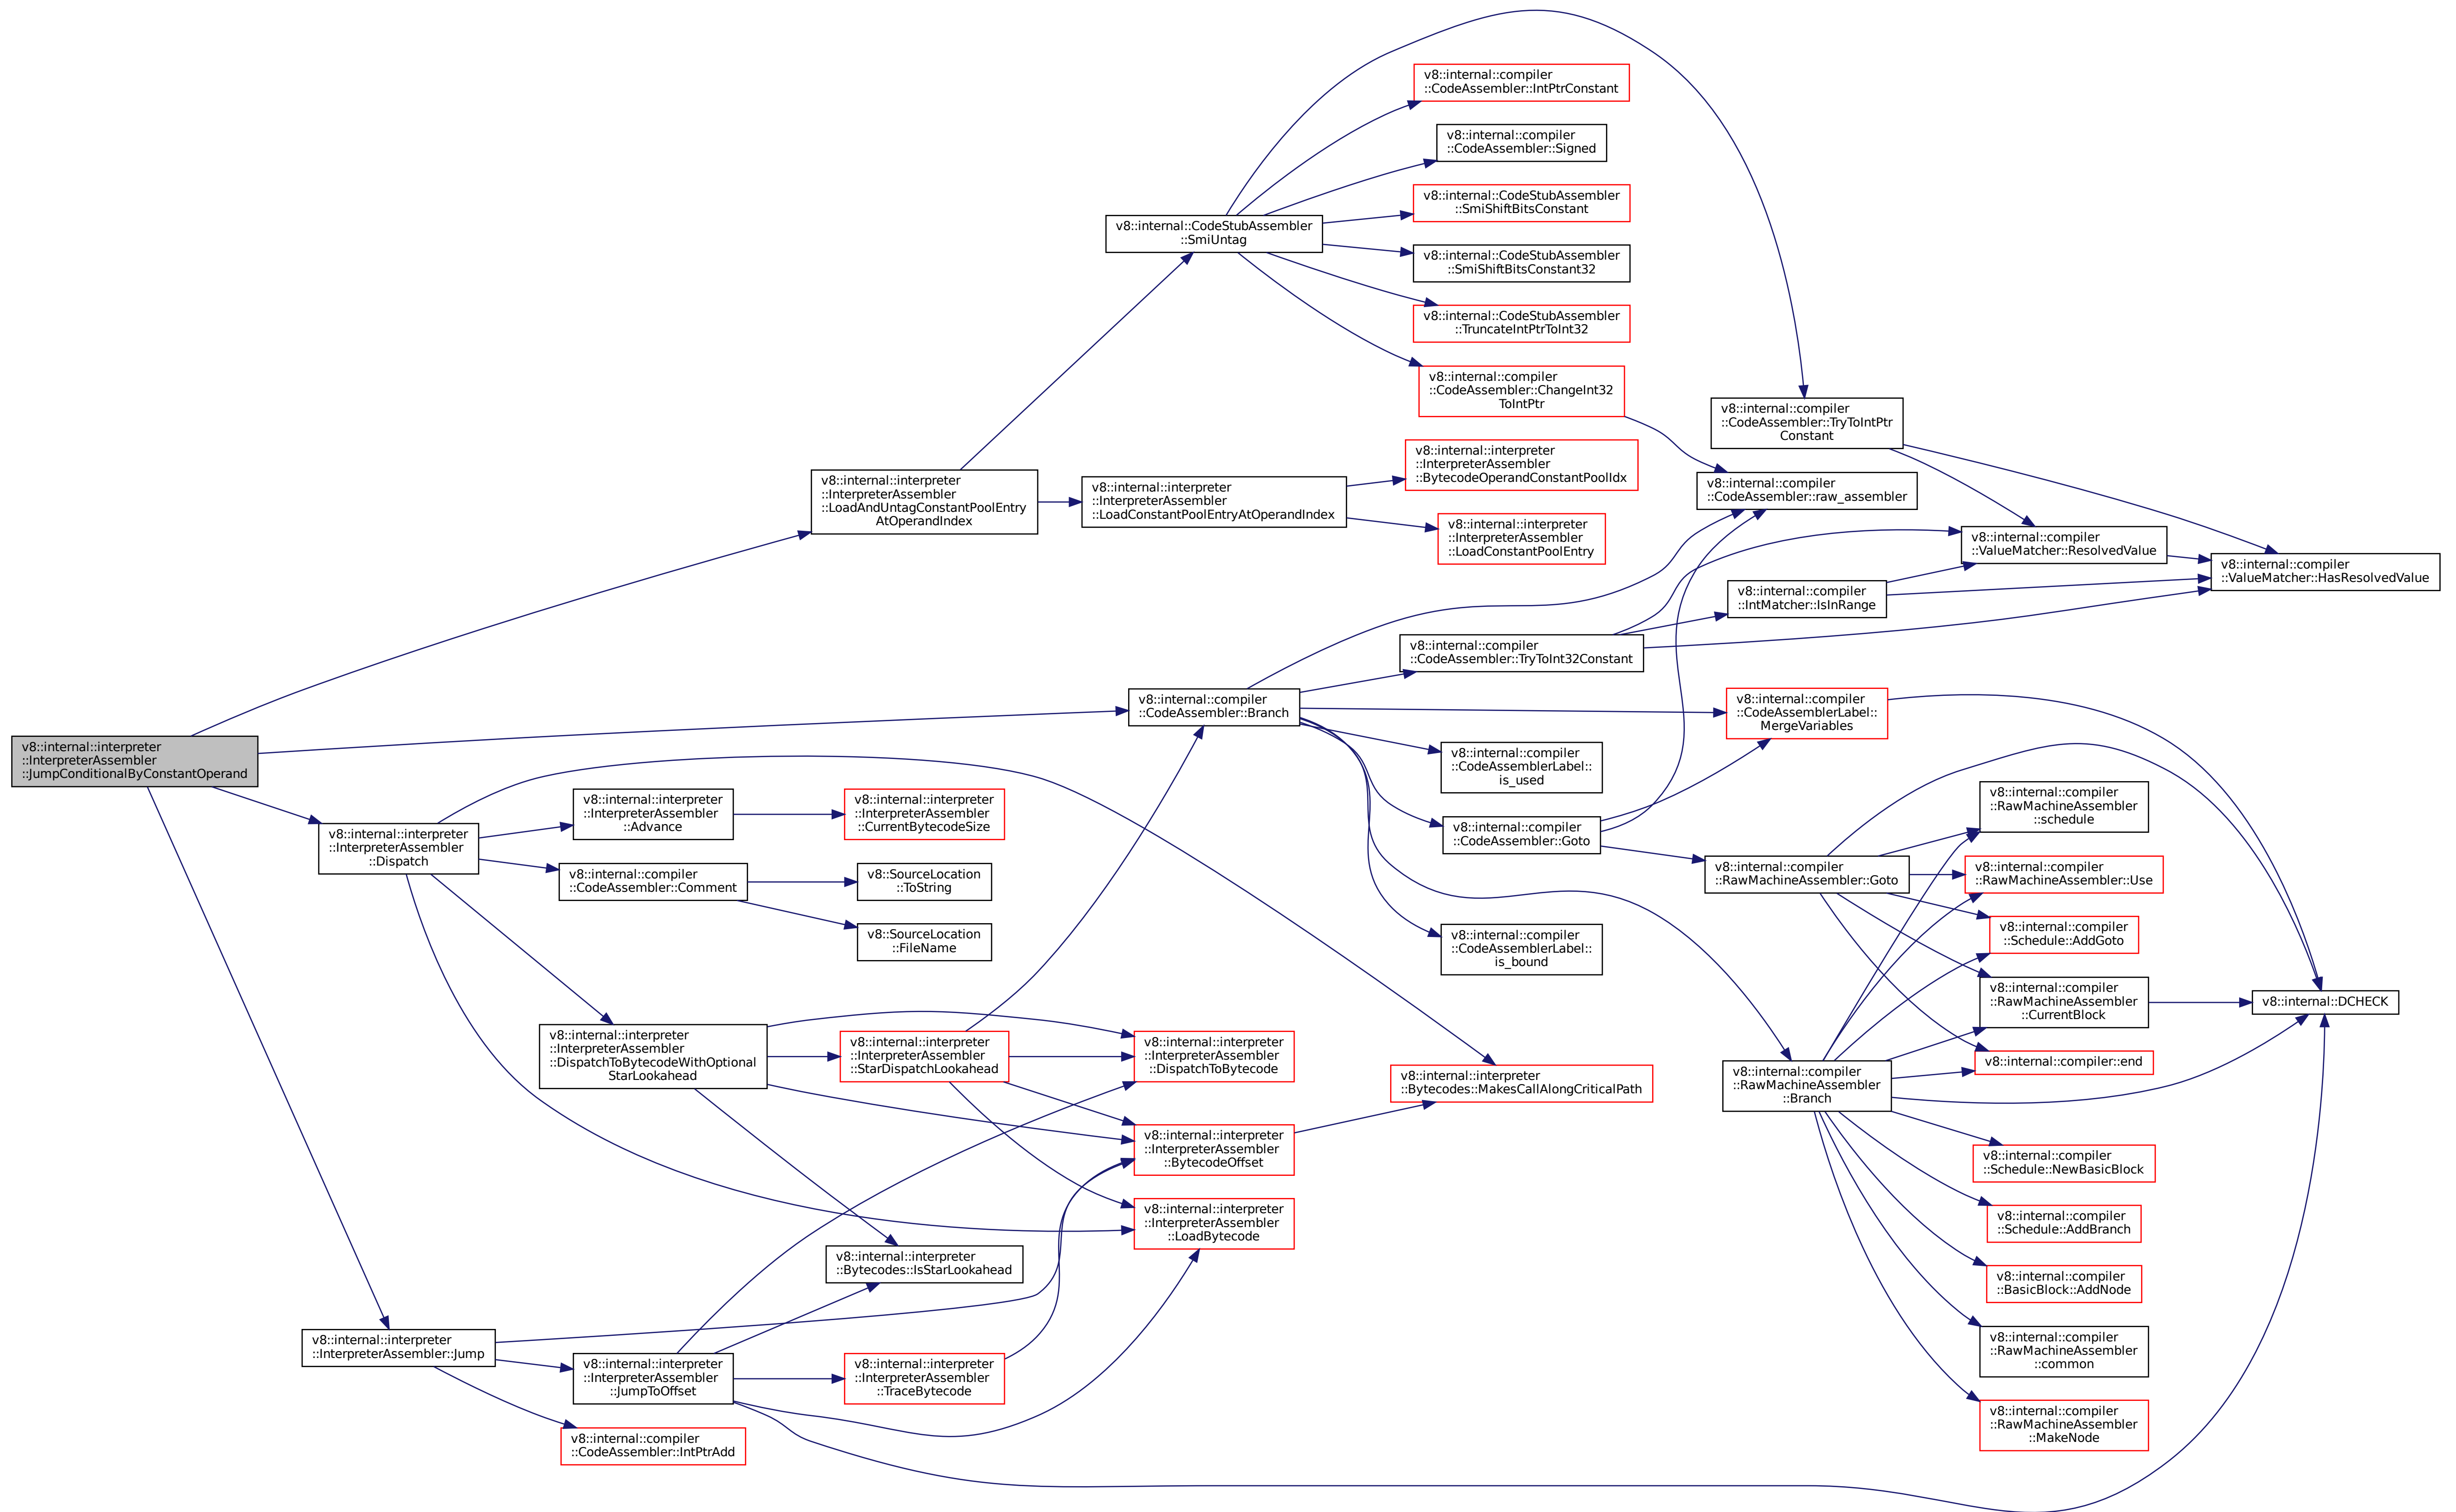 v8::internal::interpreter
::InterpreterAssembler
::JumpConditionalByConstantOperand
v8::internal::interpreter
::InterpreterAssembler
::LoadAndUntagConstantPoolEntry
AtOperandIndex
v8::internal::CodeStubAssembler
::SmiUntag
v8::internal::compiler
::CodeAssembler::IntPtrConstant
v8::internal::compiler
::CodeAssembler::Signed
v8::internal::CodeStubAssembler
::SmiShiftBitsConstant
v8::internal::CodeStubAssembler
::SmiShiftBitsConstant32
v8::internal::CodeStubAssembler
::TruncateIntPtrToInt32
v8::internal::compiler
::CodeAssembler::ChangeInt32
ToIntPtr
v8::internal::compiler
::CodeAssembler::TryToIntPtr
Constant
v8::internal::interpreter
::InterpreterAssembler
::LoadConstantPoolEntryAtOperandIndex
v8::internal::interpreter
::InterpreterAssembler
::BytecodeOperandConstantPoolIdx
v8::internal::interpreter
::InterpreterAssembler
::LoadConstantPoolEntry
v8::internal::compiler
::CodeAssembler::raw_assembler
v8::internal::compiler
::ValueMatcher::ResolvedValue
v8::internal::compiler
::ValueMatcher::HasResolvedValue
v8::internal::compiler
::IntMatcher::IsInRange
v8::internal::compiler
::CodeAssembler::TryToInt32Constant
v8::internal::compiler
::CodeAssembler::Branch
v8::internal::compiler
::CodeAssemblerLabel::
MergeVariables
v8::internal::compiler
::CodeAssemblerLabel::
is_used
v8::internal::compiler
::CodeAssembler::Goto
v8::internal::compiler
::CodeAssemblerLabel::
is_bound
v8::internal::compiler
::RawMachineAssembler::Goto
v8::internal::compiler
::RawMachineAssembler
::schedule
v8::internal::compiler
::RawMachineAssembler::Use
v8::internal::compiler
::Schedule::AddGoto
v8::internal::compiler
::RawMachineAssembler
::CurrentBlock
v8::internal::DCHECK
v8::internal::compiler::end
v8::internal::compiler
::RawMachineAssembler
::Branch
v8::internal::compiler
::Schedule::NewBasicBlock
v8::internal::compiler
::Schedule::AddBranch
v8::internal::compiler
::BasicBlock::AddNode
v8::internal::compiler
::RawMachineAssembler
::common
v8::internal::compiler
::RawMachineAssembler
::MakeNode
v8::internal::interpreter
::InterpreterAssembler
::Dispatch
v8::internal::interpreter
::InterpreterAssembler
::Advance
v8::internal::interpreter
::InterpreterAssembler
::CurrentBytecodeSize
v8::internal::compiler
::CodeAssembler::Comment
v8::SourceLocation
::ToString
v8::SourceLocation
::FileName
v8::internal::interpreter
::InterpreterAssembler
::DispatchToBytecodeWithOptional
StarLookahead
v8::internal::interpreter
::InterpreterAssembler
::StarDispatchLookahead
v8::internal::interpreter
::InterpreterAssembler
::DispatchToBytecode
v8::internal::interpreter
::Bytecodes::MakesCallAlongCriticalPath
v8::internal::interpreter
::InterpreterAssembler
::BytecodeOffset
v8::internal::interpreter
::InterpreterAssembler
::LoadBytecode
v8::internal::interpreter
::Bytecodes::IsStarLookahead
v8::internal::interpreter
::InterpreterAssembler::Jump
v8::internal::interpreter
::InterpreterAssembler
::JumpToOffset
v8::internal::interpreter
::InterpreterAssembler
::TraceBytecode
v8::internal::compiler
::CodeAssembler::IntPtrAdd